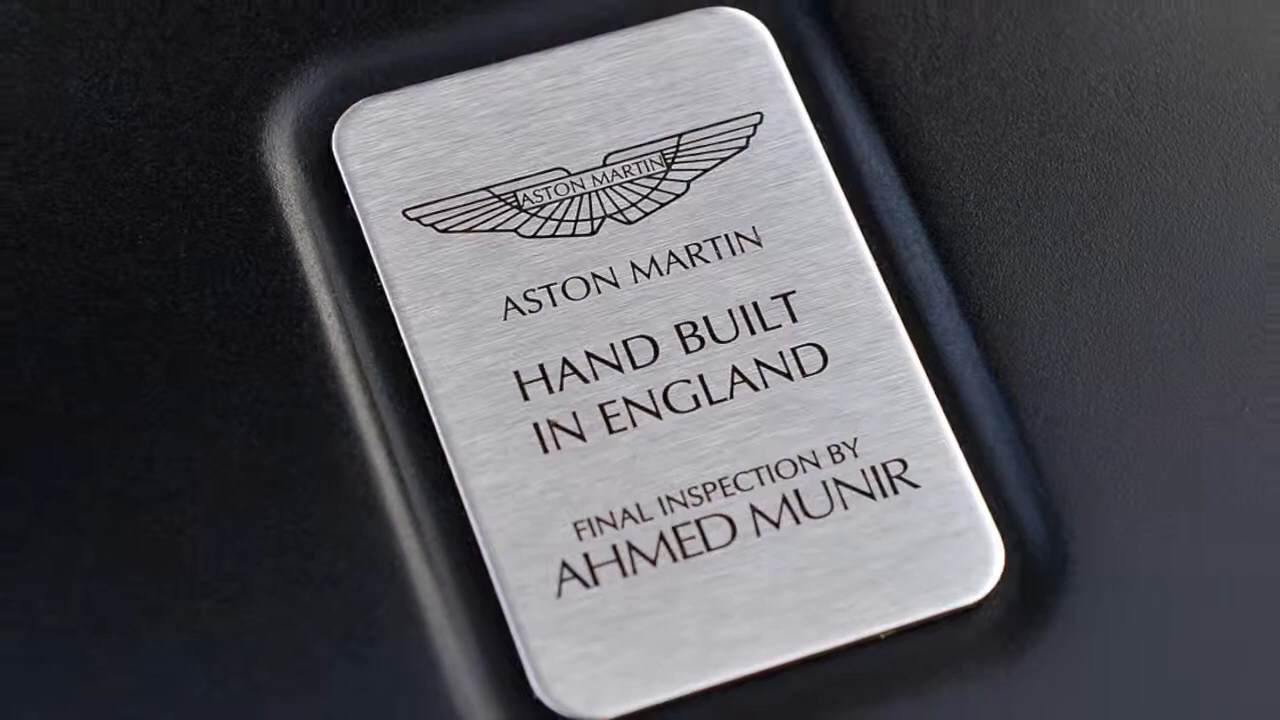 ASTON MARTIN
ASTON MARTIN
HAND BUILT
IN ENGLAND
FINAL INSPECTION BY
AHMED MUNIR